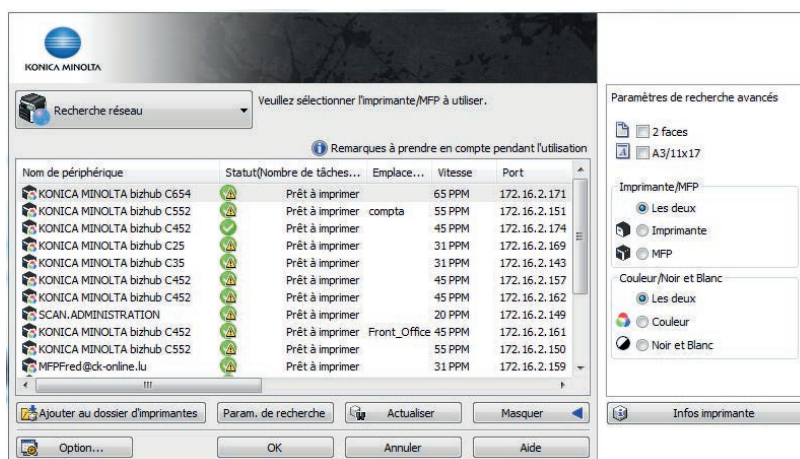 KONICA MINOLTA
Recherche réseau
Veuillez sélectionner l'imprimante/MFP à utiliser.
Remarques à prendre en compte pendant l'utilisation
Nom de périphérique Statut(Nombre de tâches... Emplace... Vitesse Port
KONICA MINOLTA bizhub C654 Prêt à imprimer 65 PPM 172.16.2.171
KONICA MINOLTA bizhub C552 Prêt à imprimer compta 55 PPM 172.16.2.151
KONICA MINOLTA bizhub C452 Prêt à imprimer 45 PPM 172.16.2.174
KONICA MINOLTA bizhub C25 Prêt à imprimer 31 PPM 172.16.2.169
KONICA MINOLTA bizhub C35 Prêt à imprimer 31 PPM 172.16.2.143
KONICA MINOLTA bizhub C452 Prêt à imprimer 45 PPM 172.16.2.157
KONICA MINOLTA bizhub C452 Prêt à imprimer 45 PPM 172.16.2.162
SCAN.ADMINISTRATION Prêt à imprimer 20 PPM 172.16.2.149
KONICA MINOLTA bizhub C452 Prêt à imprimer Front_Office 45 PPM 172.16.2.161
KONICA MINOLTA bizhub C552 Prêt à imprimer 55 PPM 172.16.2.150
MFPFred@ck-online.lu Prêt à imprimer 31 PPM 172.16.2.159
Ajouter au dossier d'imprimantes Param. de recherche Actualiser Masquer
Option... OK Annuler Aide
Paramètres de recherche avancés
2 faces
A3/11x17
Imprimante/MFP
Les deux
Imprimante
MFP
Couleur/Noir et Blanc
Les deux
Couleur
Noir et Blanc
Infos imprimante